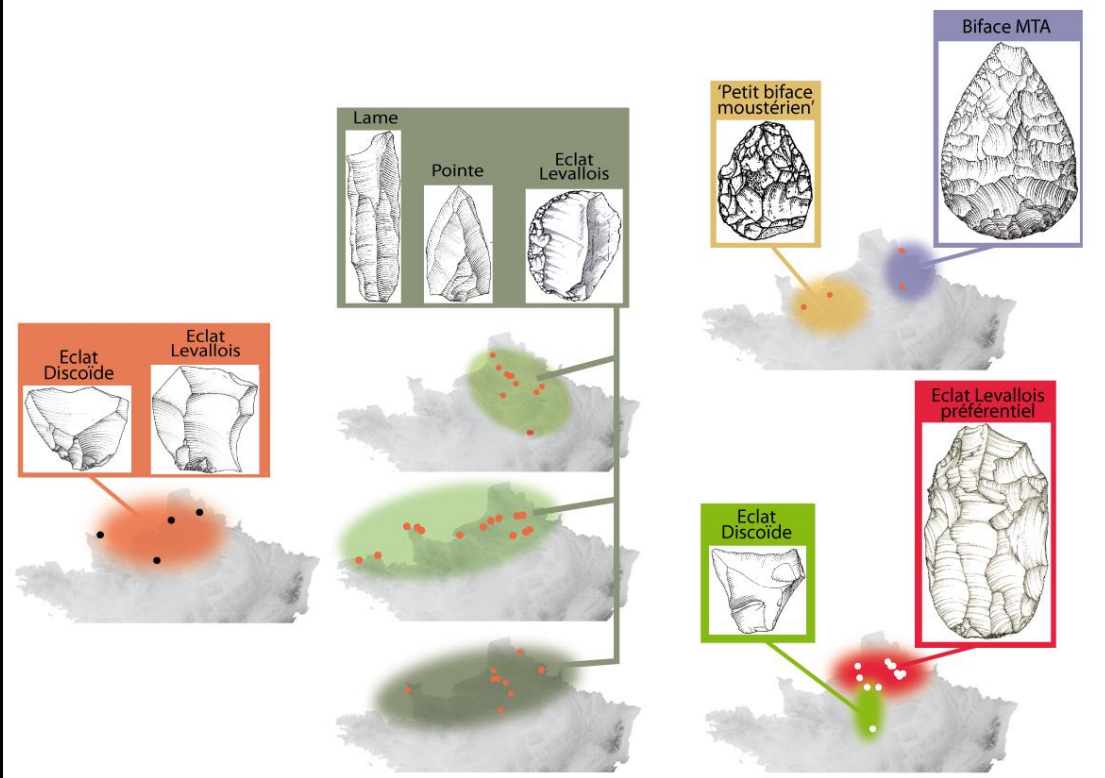 Eclat
Discoïde
Eclat
Levallois
Lame
Pointe
Eclat
Levallois
'Petit biface
moustérien'
Biface MTA
Eclat
Discoïde
Eclat Levallois
préférentiel